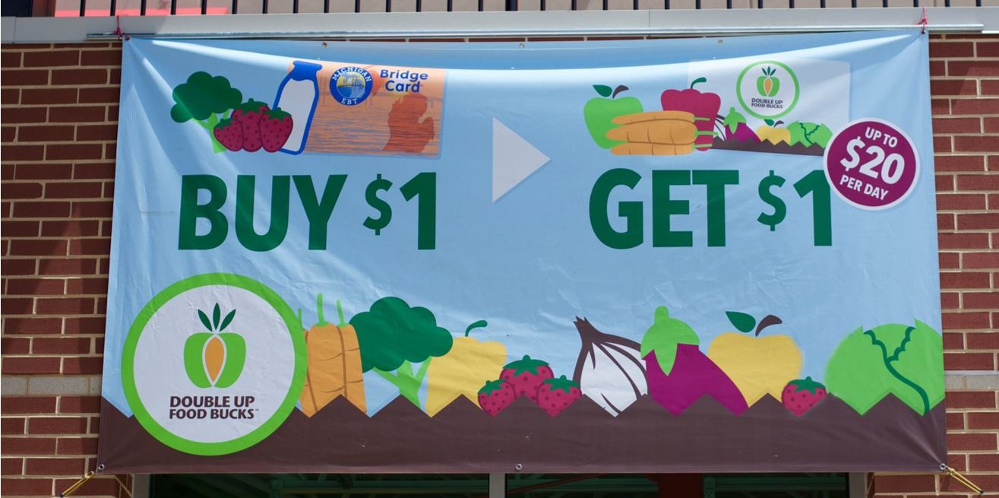 MICHIGAN
EBT
Bridge
Card
BUY $1
DOUBLE UP
FOOD BUCKS
GET $1
UP TO
$20
PER DAY
DOUBLE UP
FOOD BUCKS™